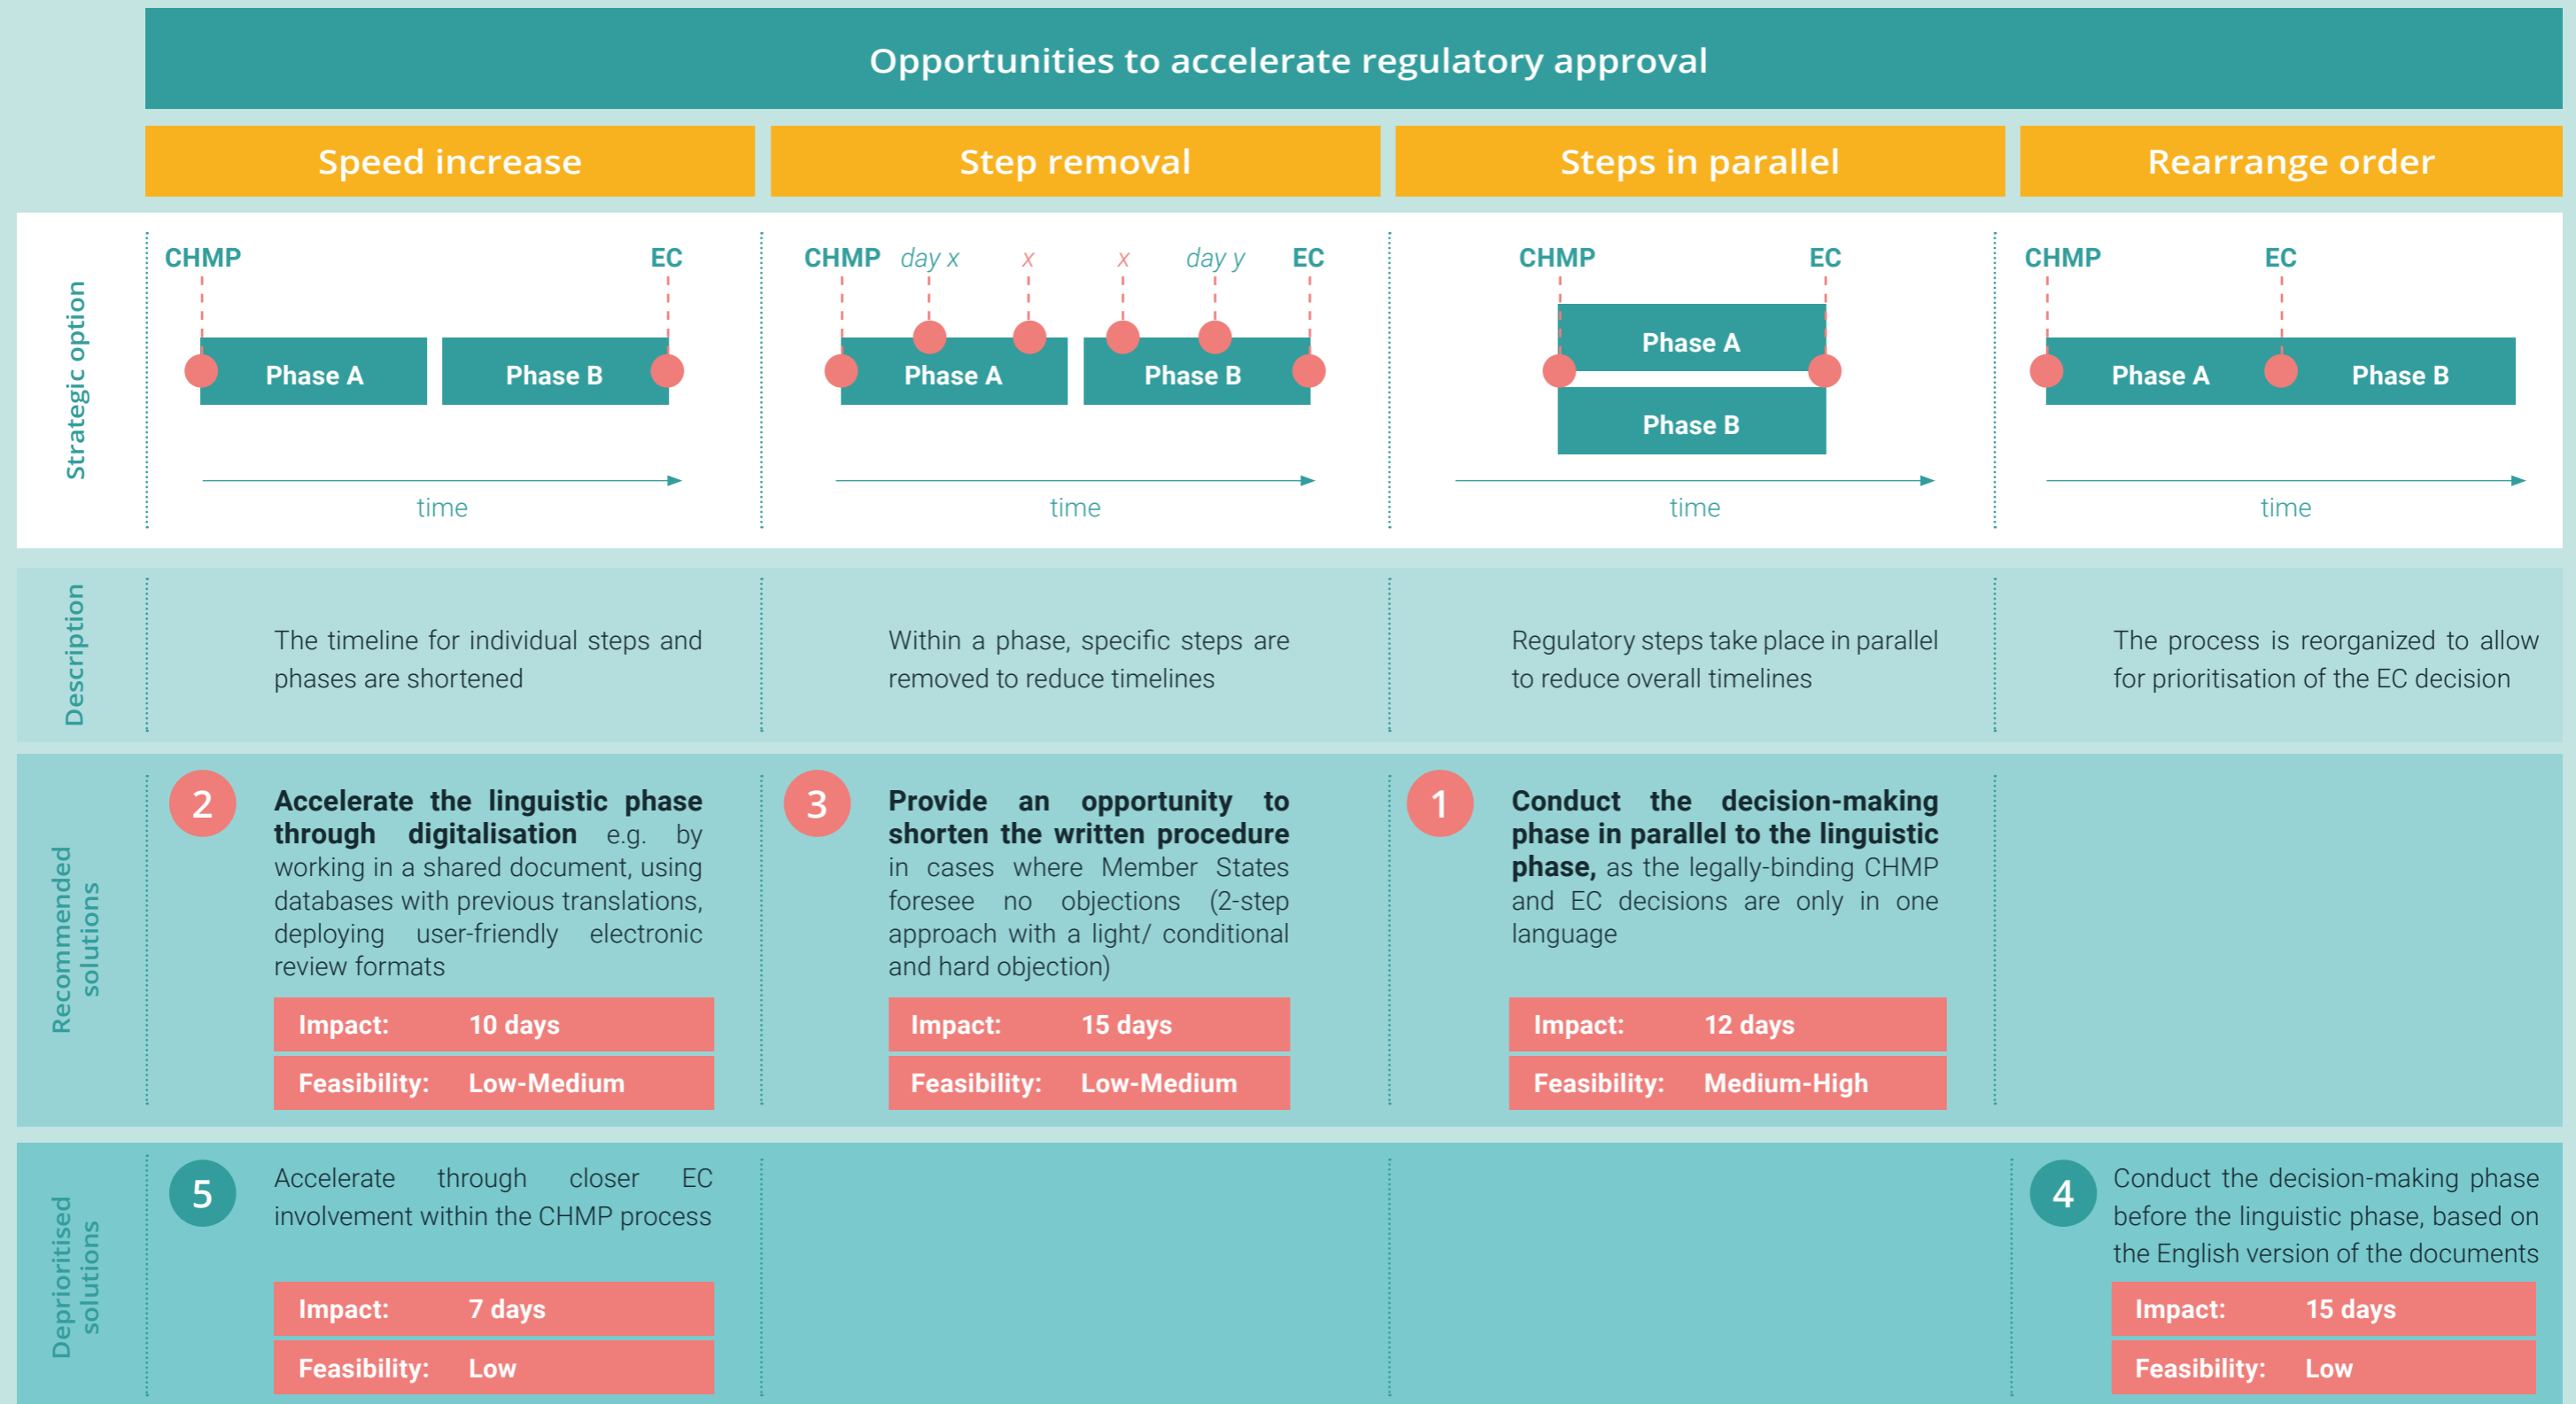 Opportunities to accelerate regulatory approval
Speed increase
Step removal
Steps in parallel
Rearrange order
Strategic option
CHMP
EC
Phase A
Phase B
time
CHMP
day x
x
x
day y
EC
Phase A
Phase B
time
CHMP
EC
Phase A
Phase B
time
CHMP
EC
Phase A
Phase B
time
Description
The timeline for individual steps and
phases are shortened
Within a phase, specific steps are
removed to reduce timelines
Regulatory steps take place in parallel
to reduce overall timelines
The process is reorganized to allow
for prioritisation of the EC decision
Recommended
solutions
2
Accelerate the linguistic phase
through digitalisation e.g. by
working in a shared document, using
databases with previous translations,
deploying user-friendly electronic
review formats
Impact: 10 days
Feasibility: Low-Medium
3
Provide an opportunity to
shorten the written procedure
in cases where Member States
foresee no objections (2-step
approach with a light/ conditional
and hard objection)
Impact: 15 days
Feasibility: Low-Medium
1
Conduct the decision-making
phase in parallel to the linguistic
phase, as the legally-binding CHMP
and EC decisions are only in one
language
Impact: 12 days
Feasibility: Medium-High
Deprioritised
solutions
5
Accelerate through closer EC
involvement within the CHMP process
Impact: 7 days
Feasibility: Low
4
Conduct the decision-making phase
before the linguistic phase, based on
the English version of the documents
Impact: 15 days
Feasibility: Low